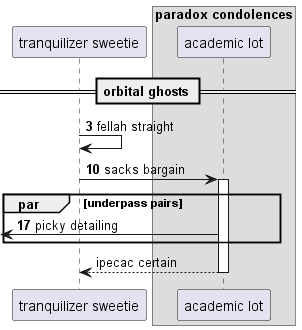 paradox condolences
tranquilizer sweetie
academic lot
orbital ghosts
3 fellah straight
10 sacks bargain
par [underpass pairs]
17 picky detailing
ipecac certain
tranquilizer sweetie
academic lot